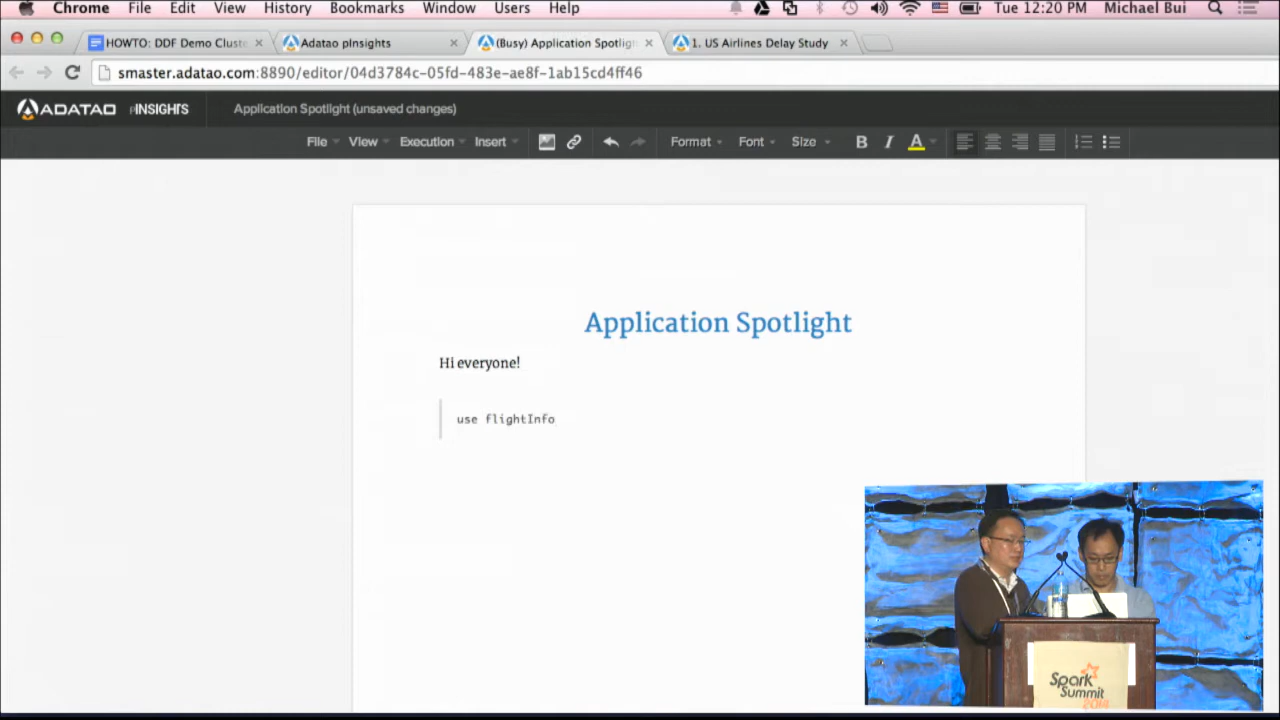 Chrome File Edit View History Bookmarks Window Users Help Tue 12:20 PM Michael Bui
HOWTO: DDF Demo Cluste Adatao pInsights (Busy) Application Spotligh 1. US Airlines Delay Study
smaster.adatao.com:8890/editor/04d3784c-05fd-483e-ae8f-1ab15cd4ff46
ADATAO pINSIGHTS Application Spotlight (unsaved changes)
File View Execution Insert Format Font Size B I A
Application Spotlight
Hi everyone!
use flightInfo
Spark
Summit
2014